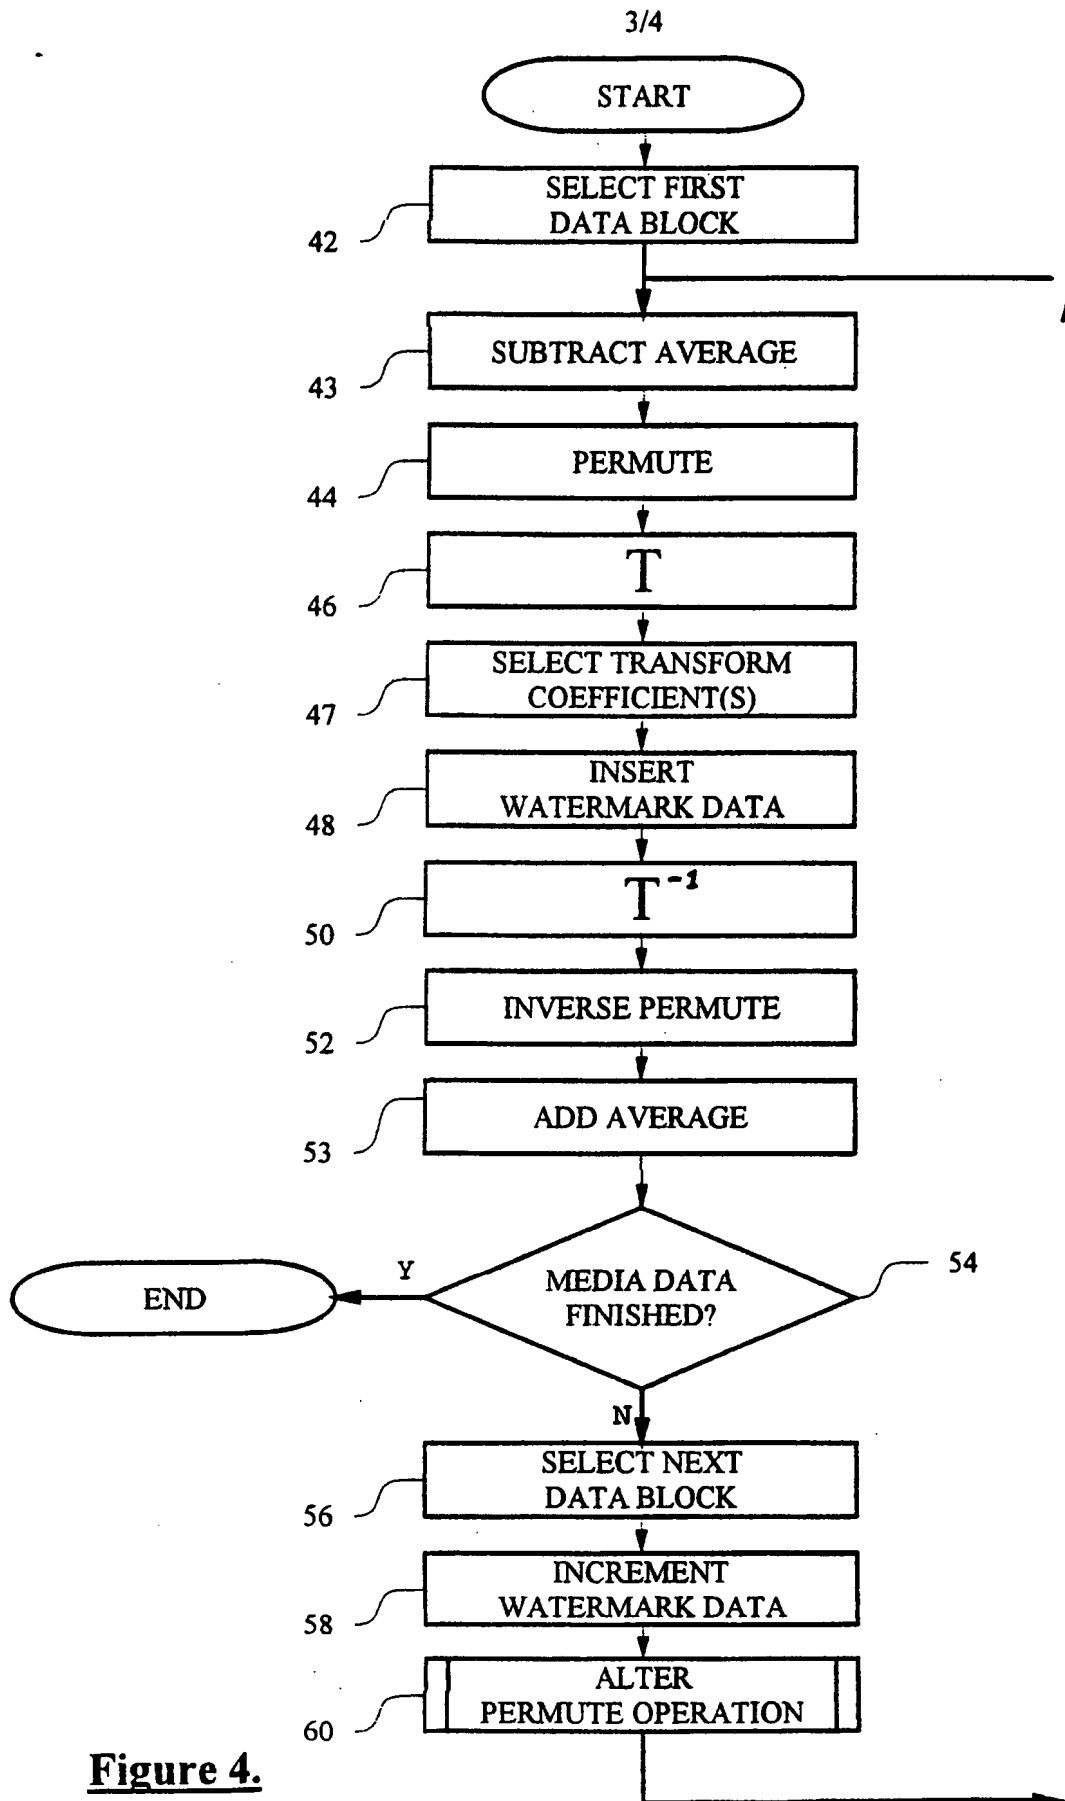 3/4
START
SELECT FIRST
DATA BLOCK
42
SUBTRACT AVERAGE
43
PERMUTE
44
T
46
SELECT TRANSFORM
COEFFICIENT(S)
47
INSERT
WATERMARK DATA
48
T⁻¹
50
INVERSE PERMUTE
52
ADD AVERAGE
53
MEDIA DATA
FINISHED?
54
Y
END
N
SELECT NEXT
DATA BLOCK
56
INCREMENT
WATERMARK DATA
58
ALTER
PERMUTE OPERATION
60
Figure 4.